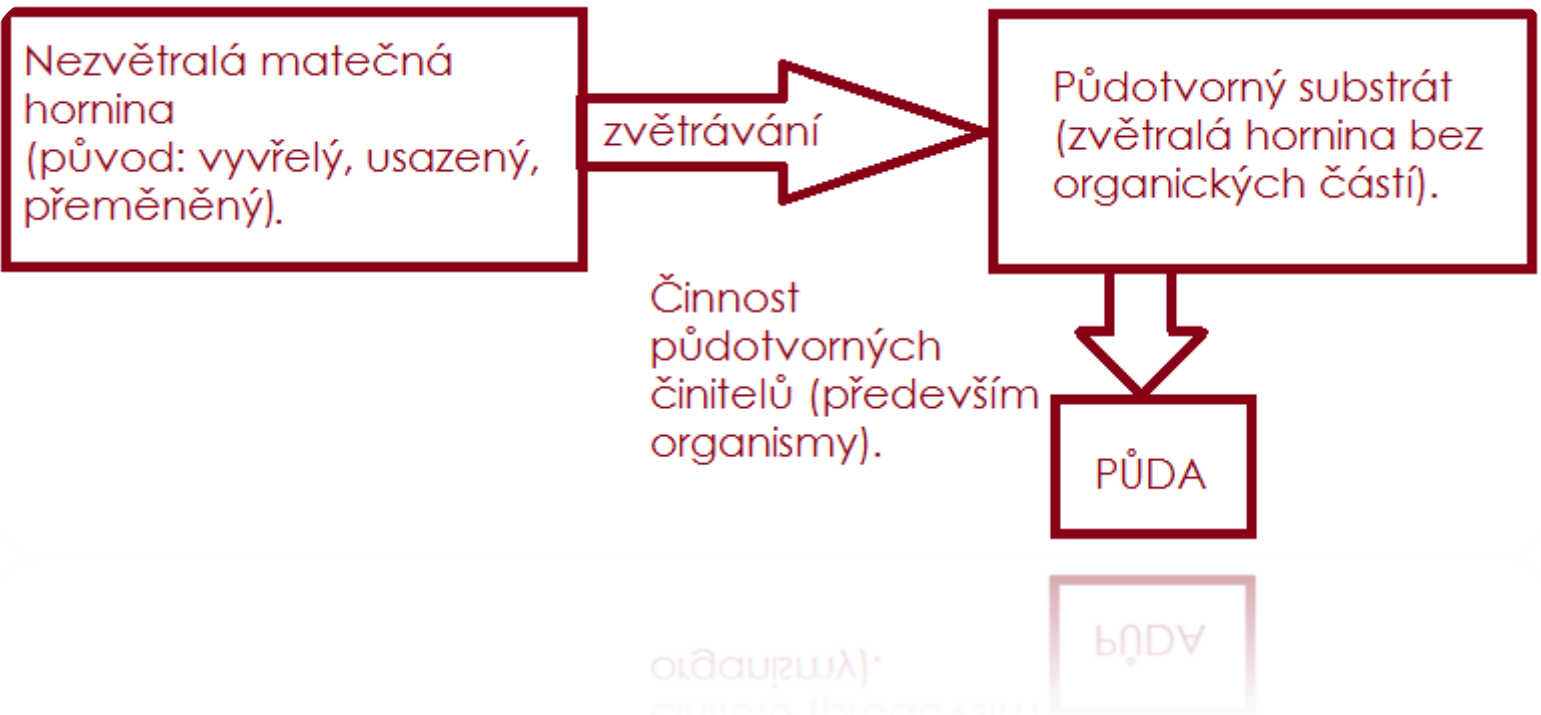 Nezvětralá matečná
hornina
(původ: vyvřelý, usazený,
přeměněný).
zvětrávání
Půdotvorný substrát
(zvětralá hornina bez
organických částí).
Činnost
půdotvorných
činitelů (především
organismy).
PŮDA